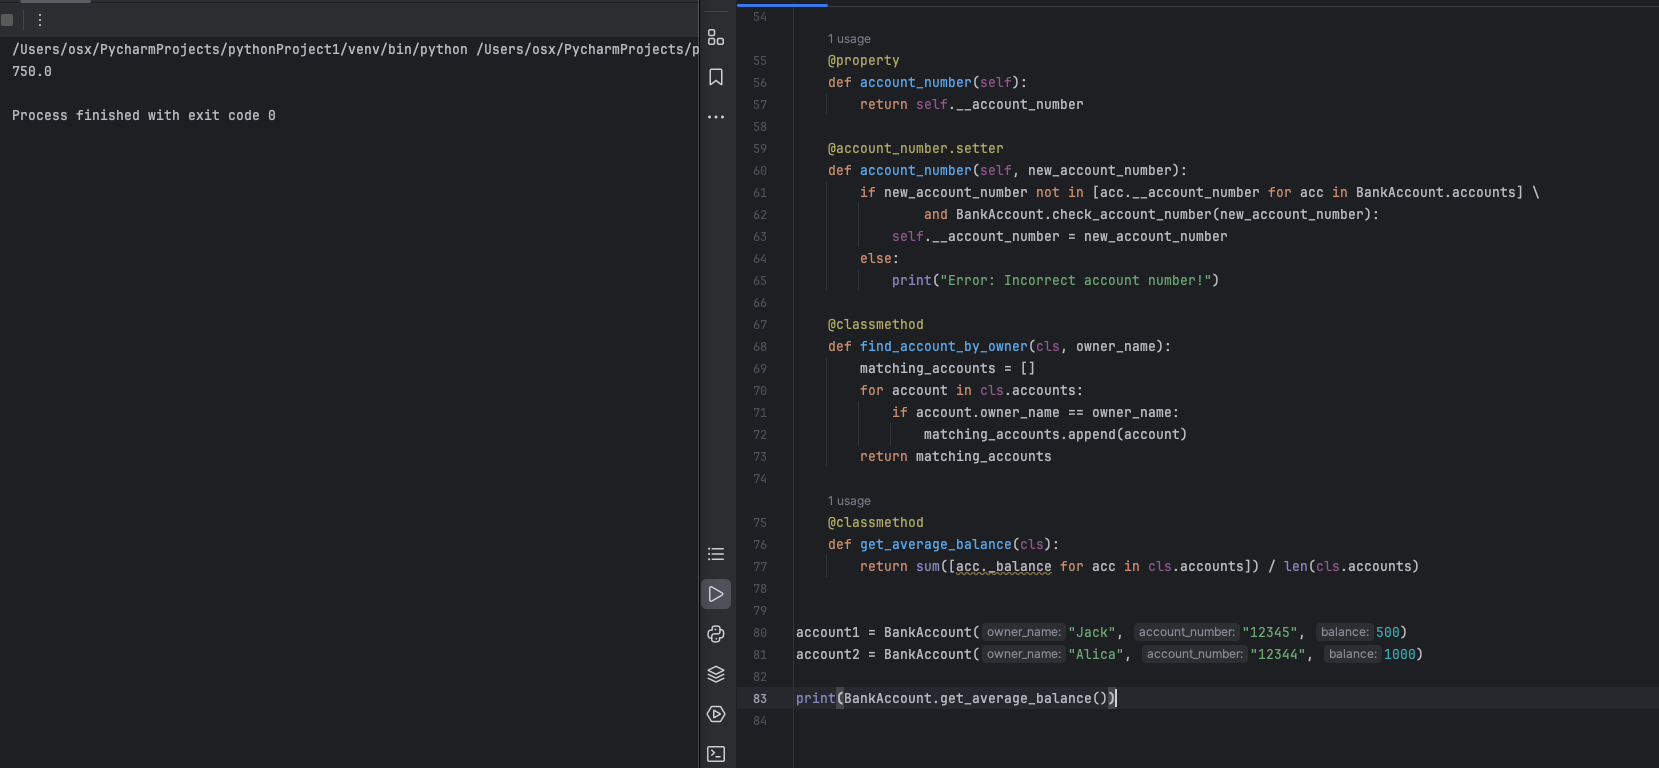 /Users/osx/PycharmProjects/pythonProject1/venv/bin/python /Users/osx/PycharmProjects/p
750.0
Process finished with exit code 0
54
1 usage
55 @property
56 def account_number(self):
57 return self.__account_number
58
59 @account_number.setter
60 def account_number(self, new_account_number):
61 if new_account_number not in [acc.__account_number for acc in BankAccount.accounts] \
62 and BankAccount.check_account_number(new_account_number):
63 self.__account_number = new_account_number
64 else:
65 print("Error: Incorrect account number!")
66
67 @classmethod
68 def find_account_by_owner(cls, owner_name):
69 matching_accounts = []
70 for account in cls.accounts:
71 if account.owner_name == owner_name:
72 matching_accounts.append(account)
73 return matching_accounts
74
1 usage
75 @classmethod
76 def get_average_balance(cls):
77 return sum([acc._balance for acc in cls.accounts]) / len(cls.accounts)
78
79
80 account1 = BankAccount( owner_name: "Jack", account_number: "12345", balance: 500)
81 account2 = BankAccount( owner_name: "Alica", account_number: "12344", balance: 1000)
82
83 print(BankAccount.get_average_balance())
84